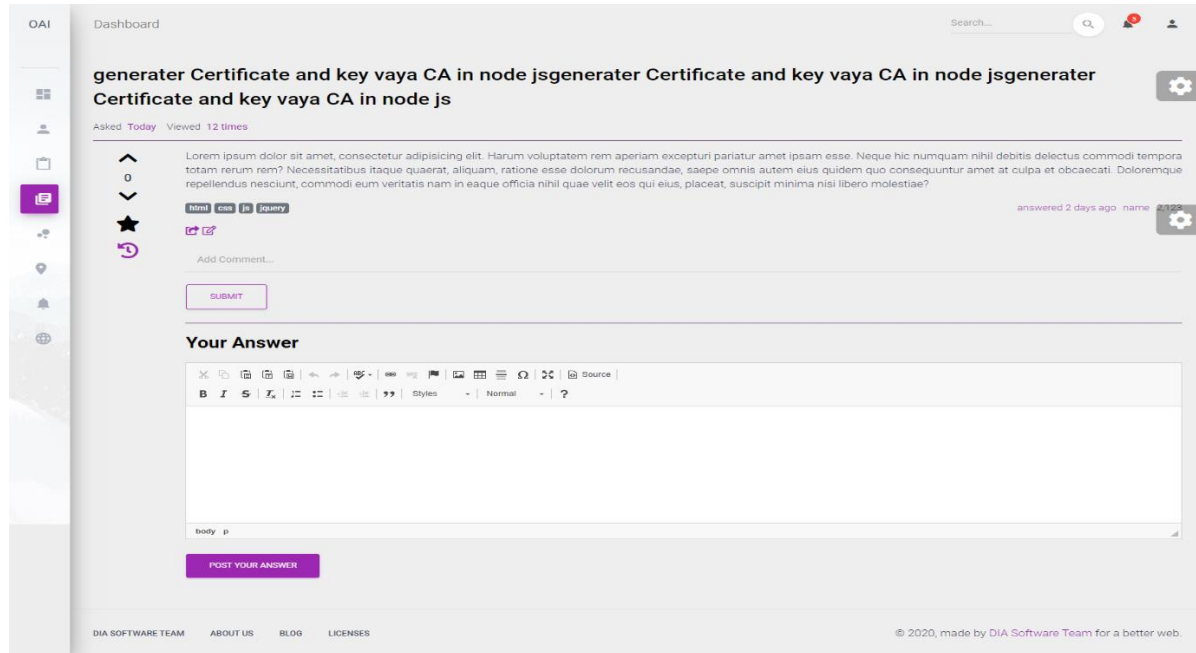 OAI
Dashboard
Search...
5
generater Certificate and key vaya CA in node jsgenerater Certificate and key vaya CA in node jsgenerater
Certificate and key vaya CA in node js
Asked Today Viewed 12 times
Lorem ipsum dolor sit amet, consectetur adipisicing elit. Harum voluptatem rem aperiam excepturi pariatur amet ipsam esse. Neque hic numquam nihil debitis delectus commodi tempora
0
totam rerum rem? Necessitatibus itaque quaerat, aliquam, ratione esse dolorum recusandae, saepe omnis autem eius quidem quo consequuntur amet at culpa et obcaecati. Doloremque
repellendus nesciunt, commodi eum veritatis nam in eaque officia nihil quae velit eos qui eius, placeat, suscipit minima nisi libero molestiae?
html css js jquery
answered 2 days ago name 2,123
Add Comment...
SUBMIT
Your Answer
ABC Ω Source
B I S Tx Styles Normal ?
body p
POST YOUR ANSWER
DIA SOFTWARE TEAM ABOUT US BLOG LICENSES
© 2020, made by DIA Software Team for a better web.